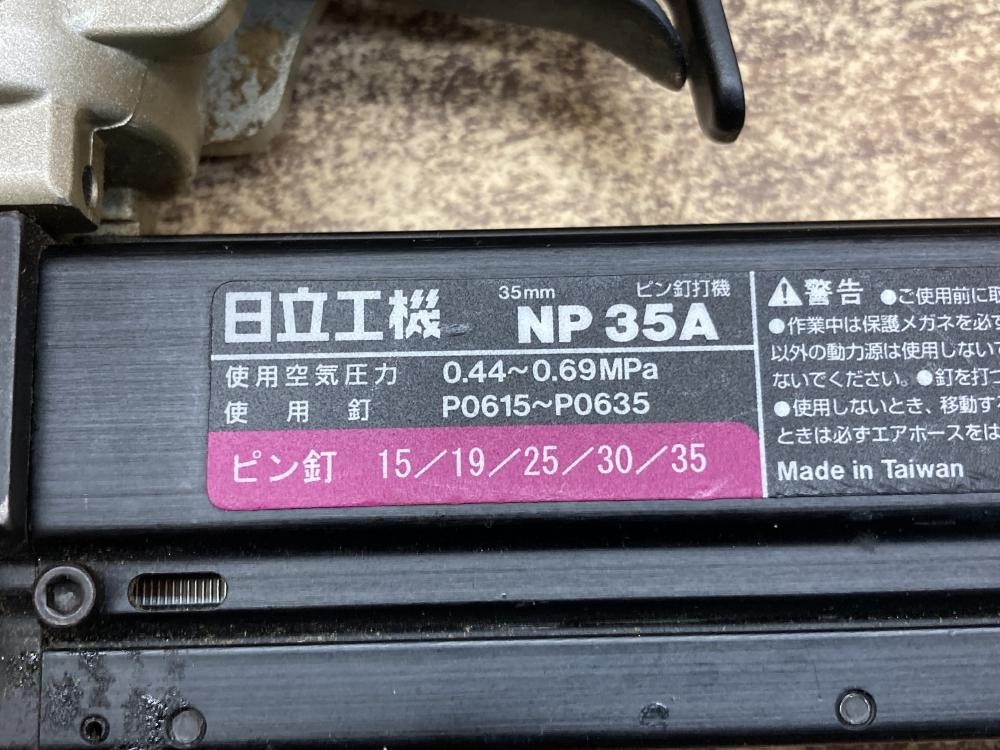 日立工機
35mm ピン釘打機
NP 35A
使用空気圧力 0.44〜0.69MPa
使用釘 P0615〜P0635
ピン釘 15／19／25／30／35
警告 ●ご使用前に取
●作業中は保護メガネを必ず
以外の動力源は使用しないで
ないでください。●釘を打つ
●使用しないとき、移動する
ときは必ずエアホースをは
Made in Taiwan